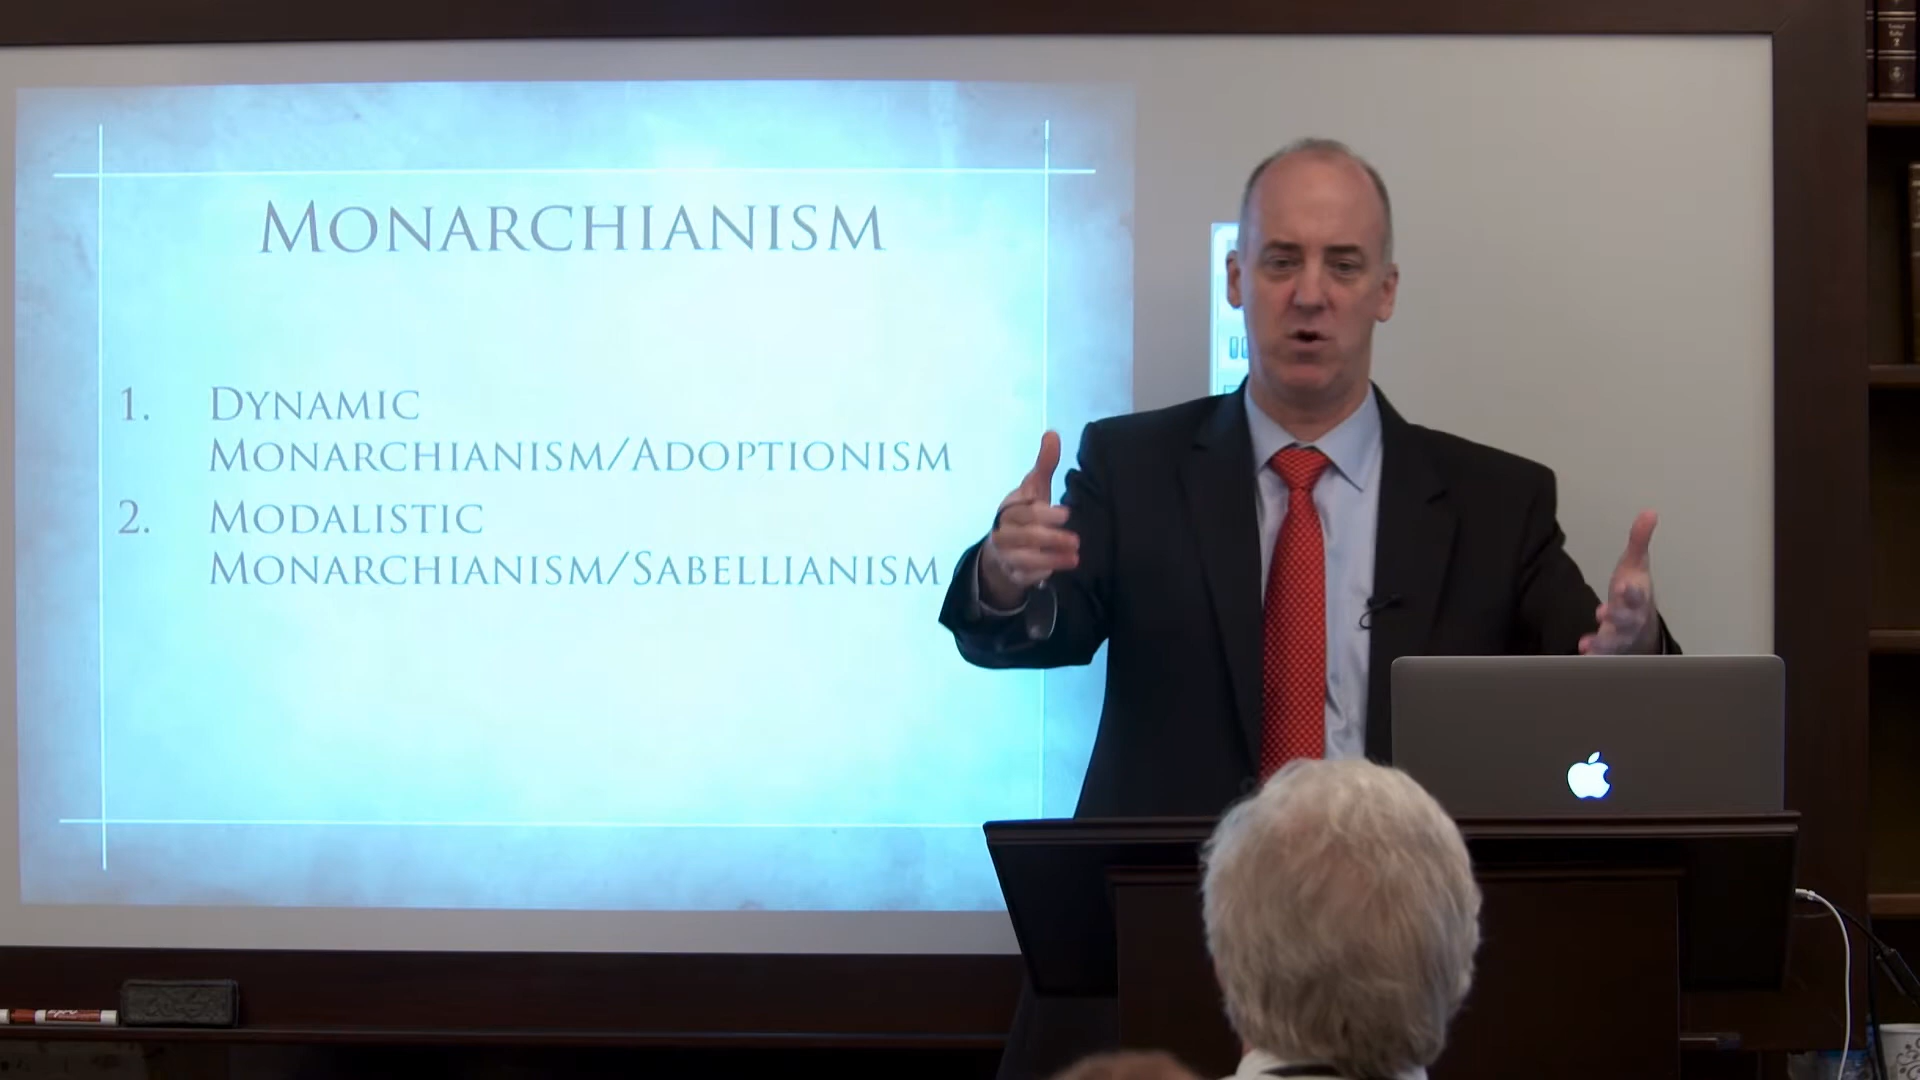 MONARCHIANISM
1. DYNAMIC
MONARCHIANISM/ADOPTIONISM
2. MODALISTIC
MONARCHIANISM/SABELLIANISM